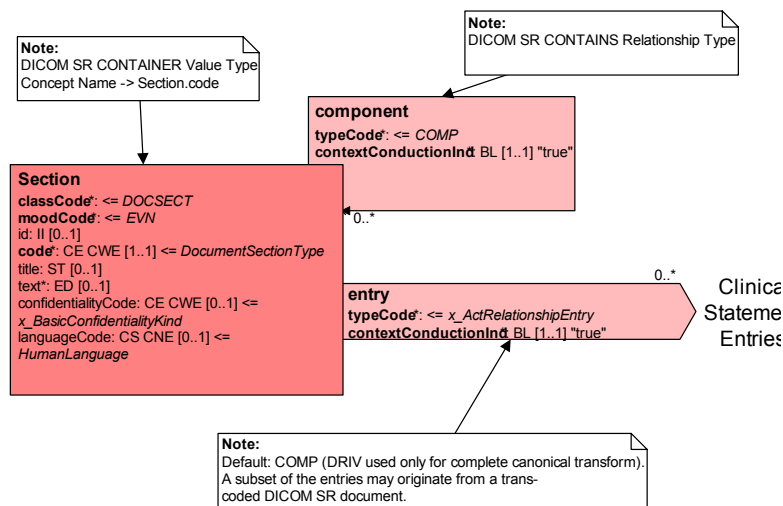 Note:
DICOM SR CONTAINER Value Type
Concept Name -> Section.code
Note:
DICOM SR CONTAINS Relationship Type
component
typeCode*: <= COMP
contextConductionInd*: BL [1..1] "true"
0..*
Section
classCode*: <= DOCSECT
moodCode*: <= EVN
id: II [0..1]
code*: CE CWE [1..1] <= DocumentSectionType
title: ST [0..1]
text*: ED [0..1]
confidentialityCode: CE CWE [0..1] <=
x_BasicConfidentialityKind
languageCode: CS CNE [0..1] <=
HumanLanguage
0..*
entry
typeCode*: <= x_ActRelationshipEntry
contextConductionInd*: BL [1..1] "true"
Clinica
Stateme
Entries
Note:
Default: COMP (DRIV used only for complete canonical transform).
A subset of the entries may originate from a trans-
coded DICOM SR document.